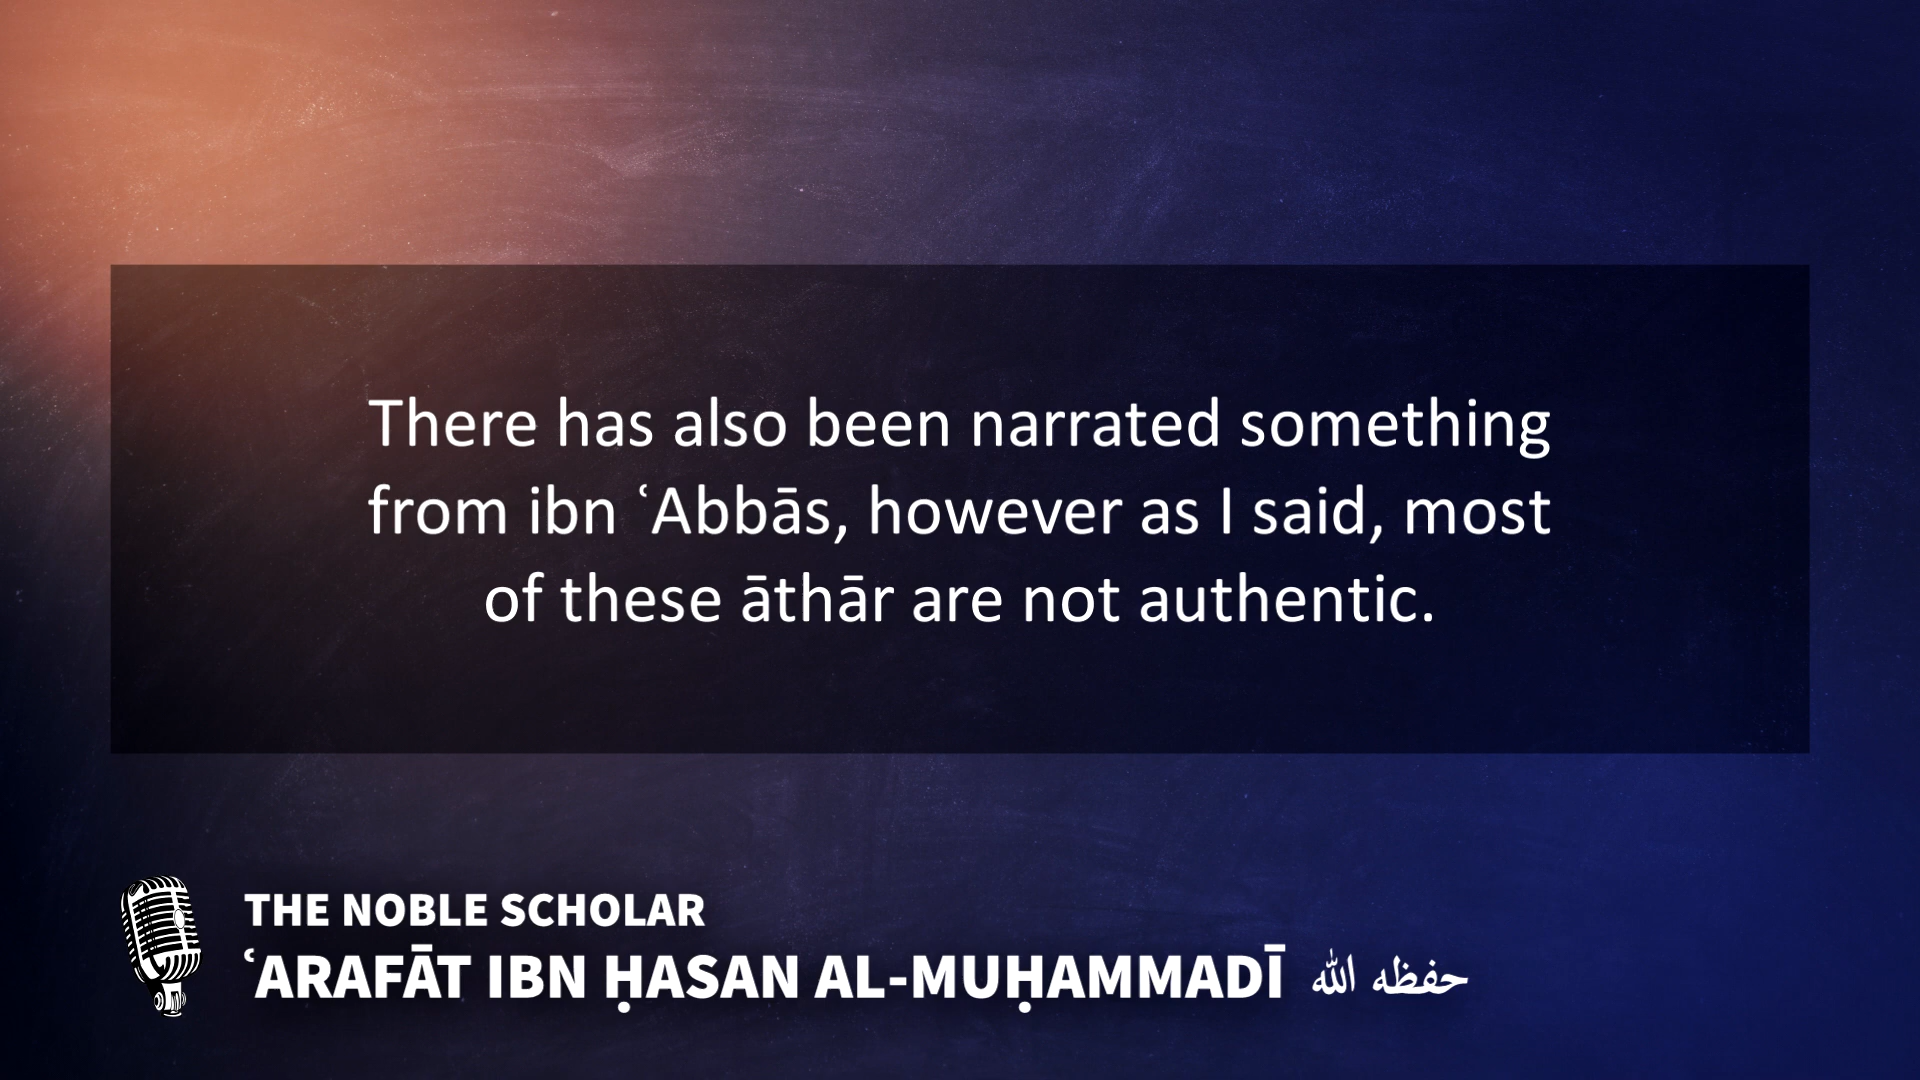 There has also been narrated something
from ibn ʿAbbās, however as I said, most
of these āthār are not authentic.
THE NOBLE SCHOLAR
ʿARAFĀT IBN ḤASAN AL-MUḤAMMADĪ حفظه الله